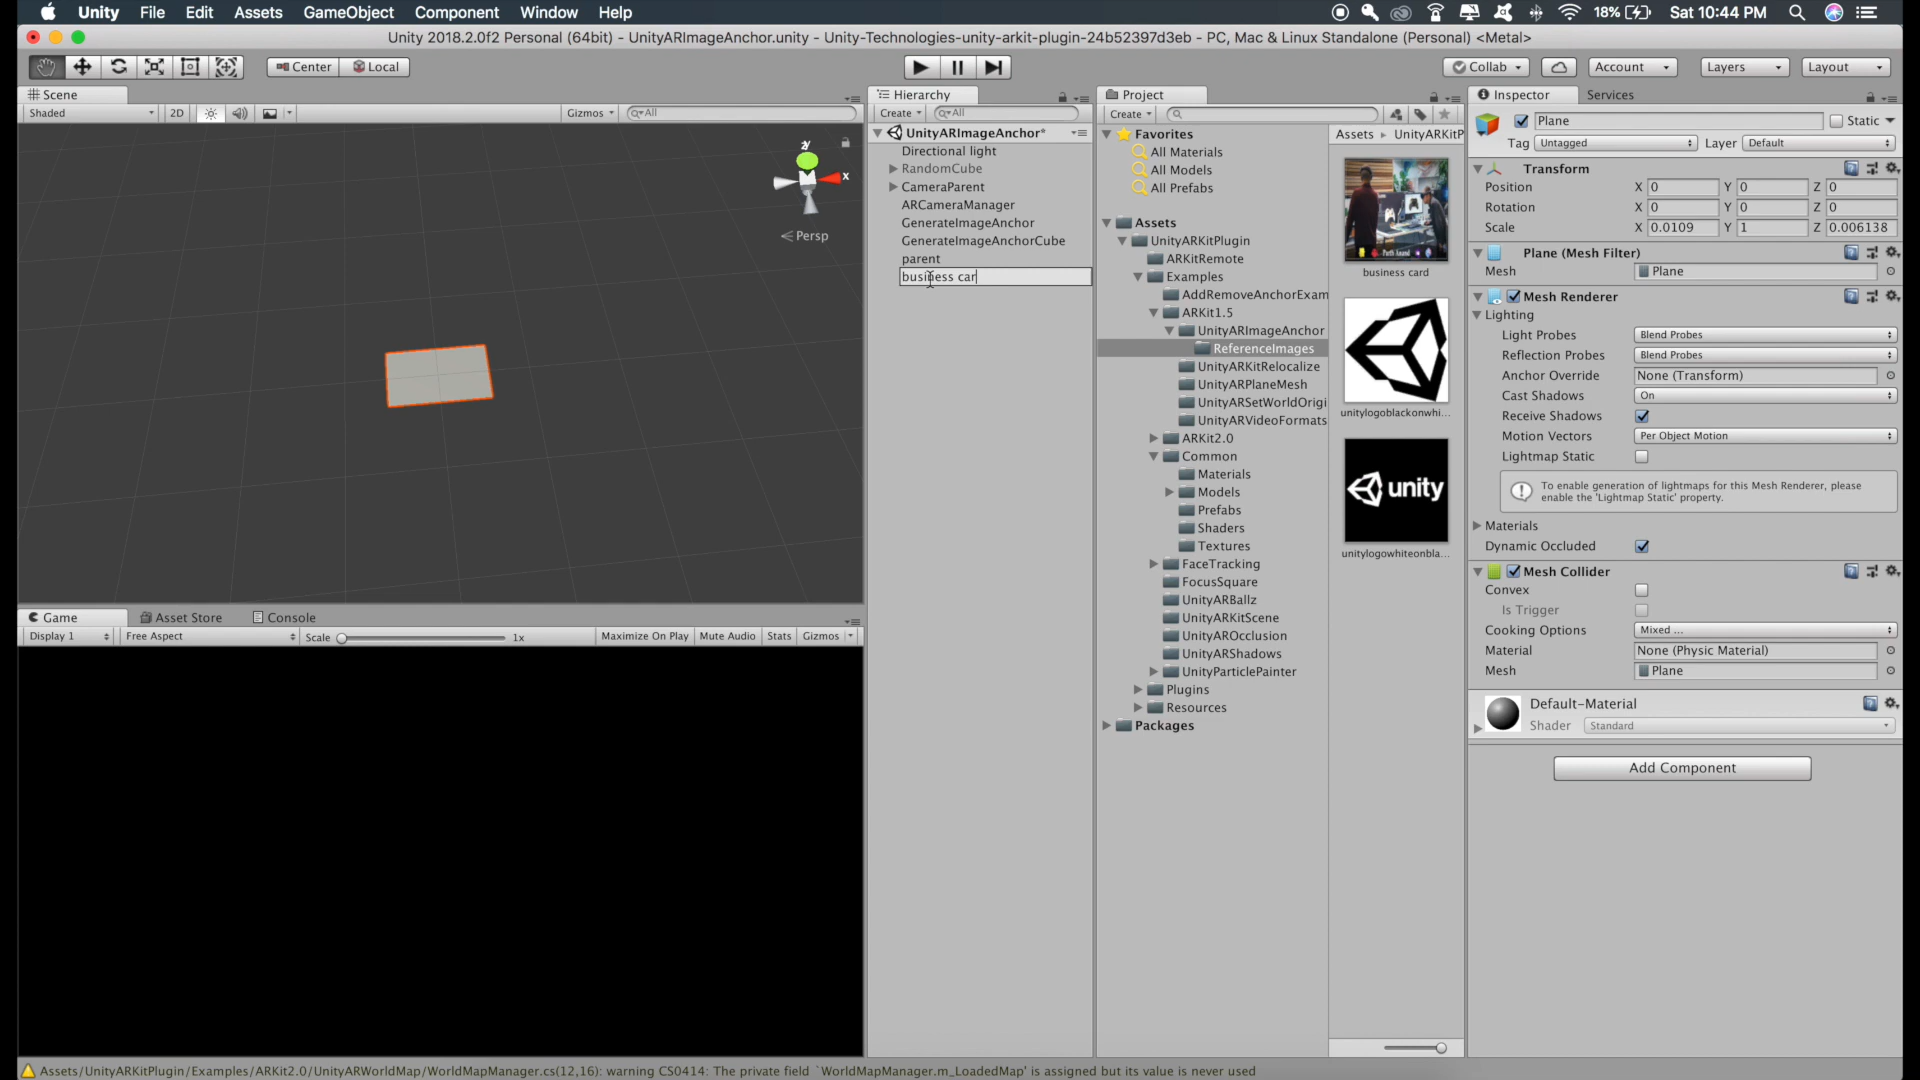 Unity File Edit Assets GameObject Component Window Help 18% Sat 10:44 PM
Unity 2018.2.0f2 Personal (64bit) - UnityARImageAnchor.unity - Unity-Technologies-unity-arkit-plugin-24b52397d3eb - PC, Mac & Linux Standalone (Personal) <Metal>
Center Local Collab Account Layers Layout
Scene
Shaded 2D Gizmos All
y x
Persp
Game Asset Store Console
Display 1 Free Aspect Scale 1x Maximize On Play Mute Audio Stats Gizmos
Hierarchy
Create All
UnityARImageAnchor*
Directional light
RandomCube
CameraParent
ARCameraManager
GenerateImageAnchor
GenerateImageAnchorCube
parent
business car
Project
Create
Favorites
All Materials
All Models
All Prefabs
Assets
UnityARKitPlugin
ARKitRemote
Examples
AddRemoveAnchorExam
ARKit1.5
UnityARImageAnchor
ReferenceImages
UnityARKitRelocalize
UnityARPlaneMesh
UnityARSetWorldOrigi
UnityARVideoFormats
ARKit2.0
Common
Materials
Models
Prefabs
Shaders
Textures
FaceTracking
FocusSquare
UnityARBallz
UnityARKitScene
UnityAROcclusion
UnityARShadows
UnityParticlePainter
Plugins
Resources
Packages
Assets UnityARKitP
Parth Anand
business card
unitylogoblackonwhi...
unity
unitylogowhiteonbla...
Inspector Services
Plane Static
Tag Untagged Layer Default
Transform
Position X 0 Y 0 Z 0
Rotation X 0 Y 0 Z 0
Scale X 0.0109 Y 1 Z 0.006138
Plane (Mesh Filter)
Mesh Plane
Mesh Renderer
Lighting
Light Probes Blend Probes
Reflection Probes Blend Probes
Anchor Override None (Transform)
Cast Shadows On
Receive Shadows
Motion Vectors Per Object Motion
Lightmap Static
To enable generation of lightmaps for this Mesh Renderer, please
enable the 'Lightmap Static' property.
Materials
Dynamic Occluded
Mesh Collider
Convex
Is Trigger
Cooking Options Mixed ...
Material None (Physic Material)
Mesh Plane
Default-Material
Shader Standard
Add Component
Assets/UnityARKitPlugin/Examples/ARKit2.0/UnityARWorldMap/WorldMapManager.cs(12,16): warning CS0414: The private field `WorldMapManager.m_LoadedMap' is assigned but its value is never used